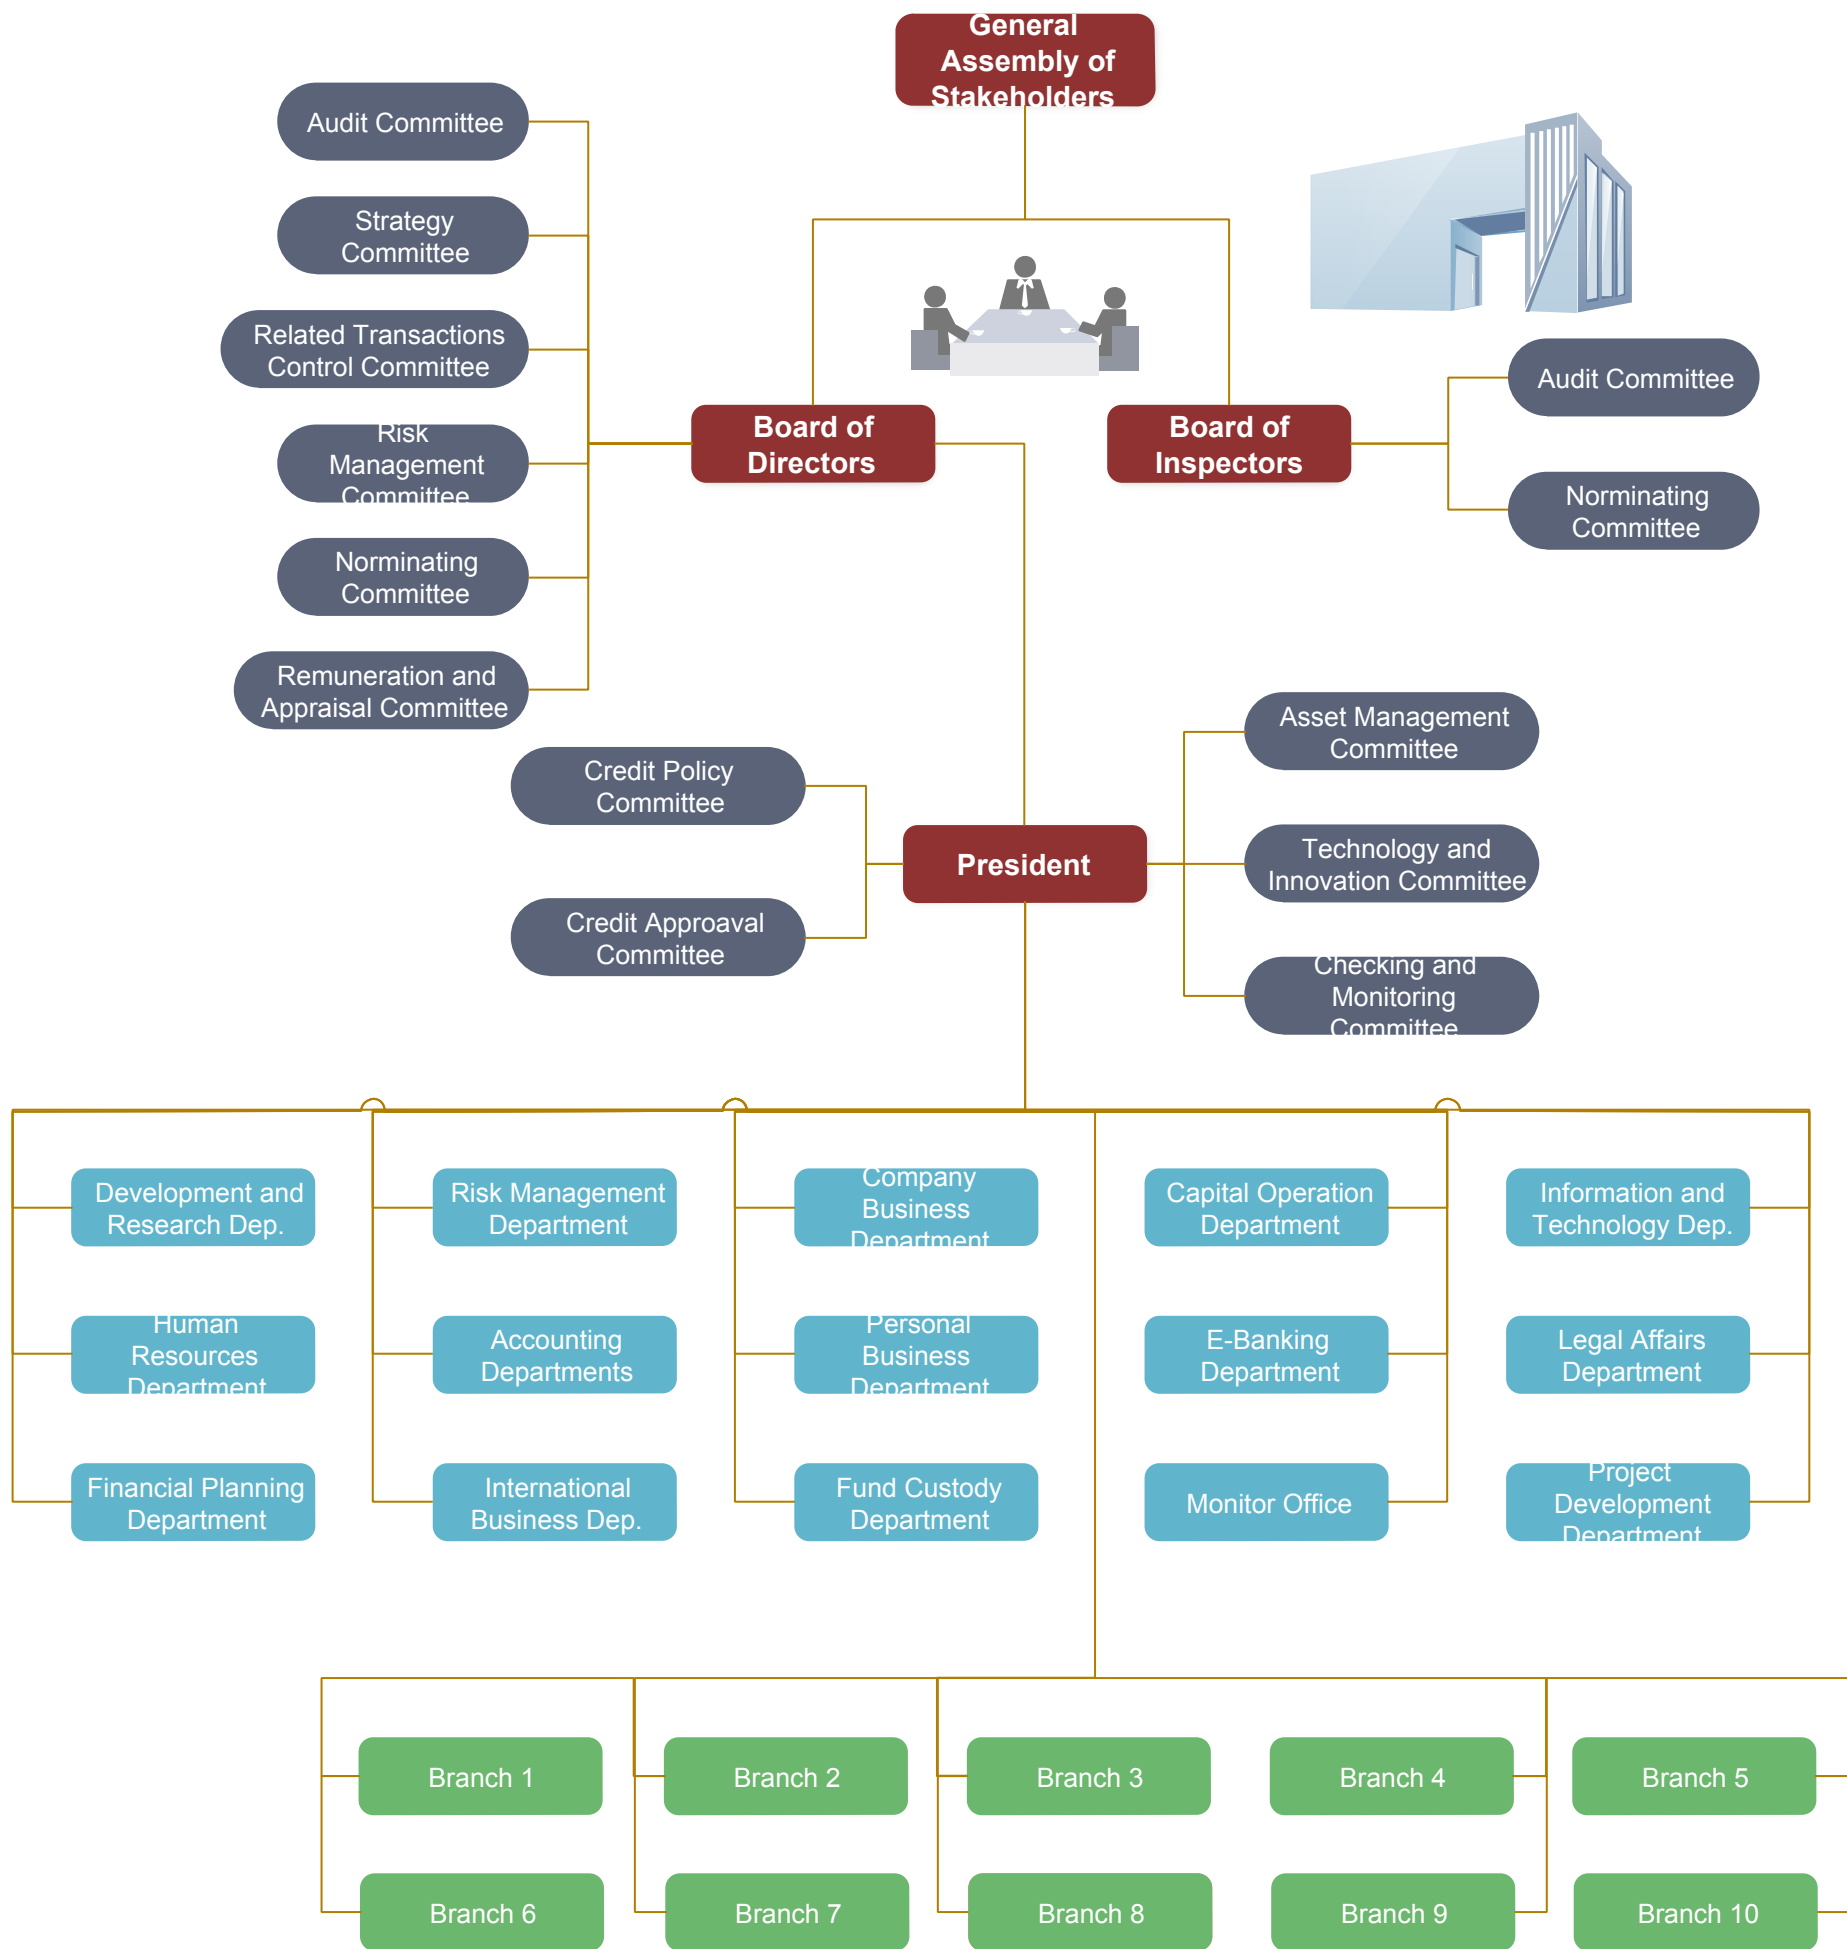 General
Assembly of
Stakeholders
Audit Committee
Strategy
Committee
Related Transactions
Control Committee
Risk
Management
Committee
Norminating
Committee
Remuneration and
Appraisal Committee
Board of
Directors
Board of
Inspectors
Audit Committee
Norminating
Committee
Credit Policy
Committee
Credit Approaval
Committee
President
Asset Management
Committee
Technology and
Innovation Committee
Checking and
Monitoring
Committee
Development and
Research Dep.
Risk Management
Department
Company
Business
Department
Capital Operation
Department
Information and
Technology Dep.
Human
Resources
Department
Accounting
Departments
Personal
Business
Department
E-Banking
Department
Legal Affairs
Department
Financial Planning
Department
International
Business Dep.
Fund Custody
Department
Monitor Office
Project
Development
Department
Branch 1
Branch 2
Branch 3
Branch 4
Branch 5
Branch 6
Branch 7
Branch 8
Branch 9
Branch 10